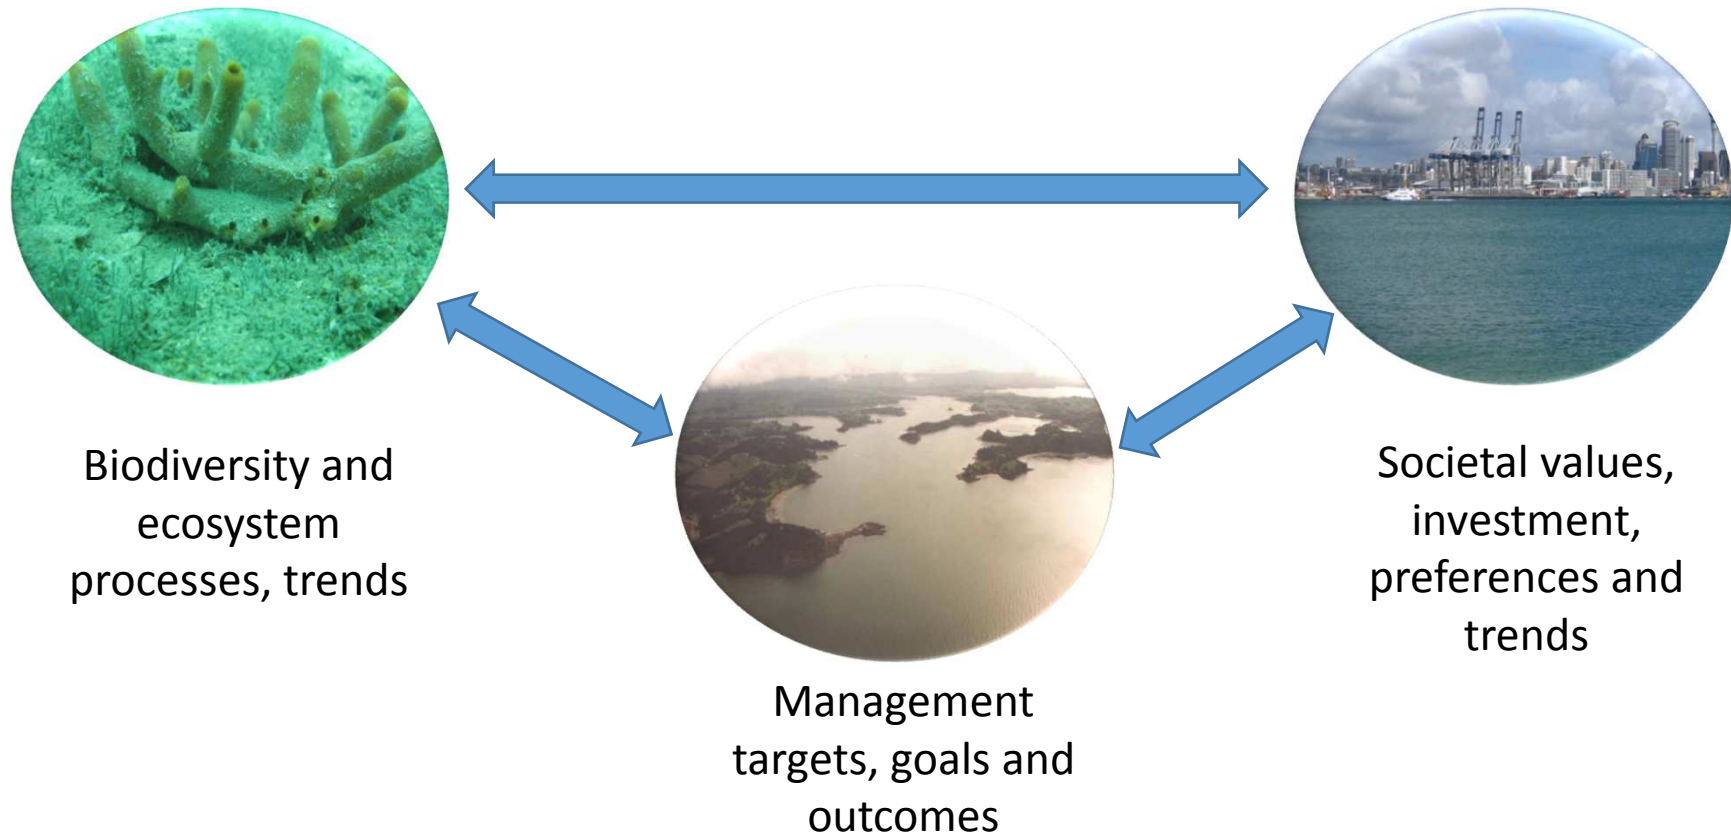 Biodiversity and
ecosystem
processes, trends
Management
targets, goals and
outcomes
Societal values,
investment,
preferences and
trends